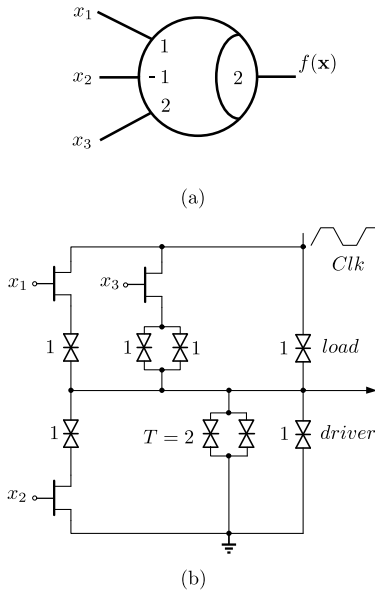 x₁
1
x₂
-1
2
f(x)
2
x₃
(a)
Clk
x₁
x₃
1
1
1
1
load
1
T = 2
1
driver
x₂
(b)